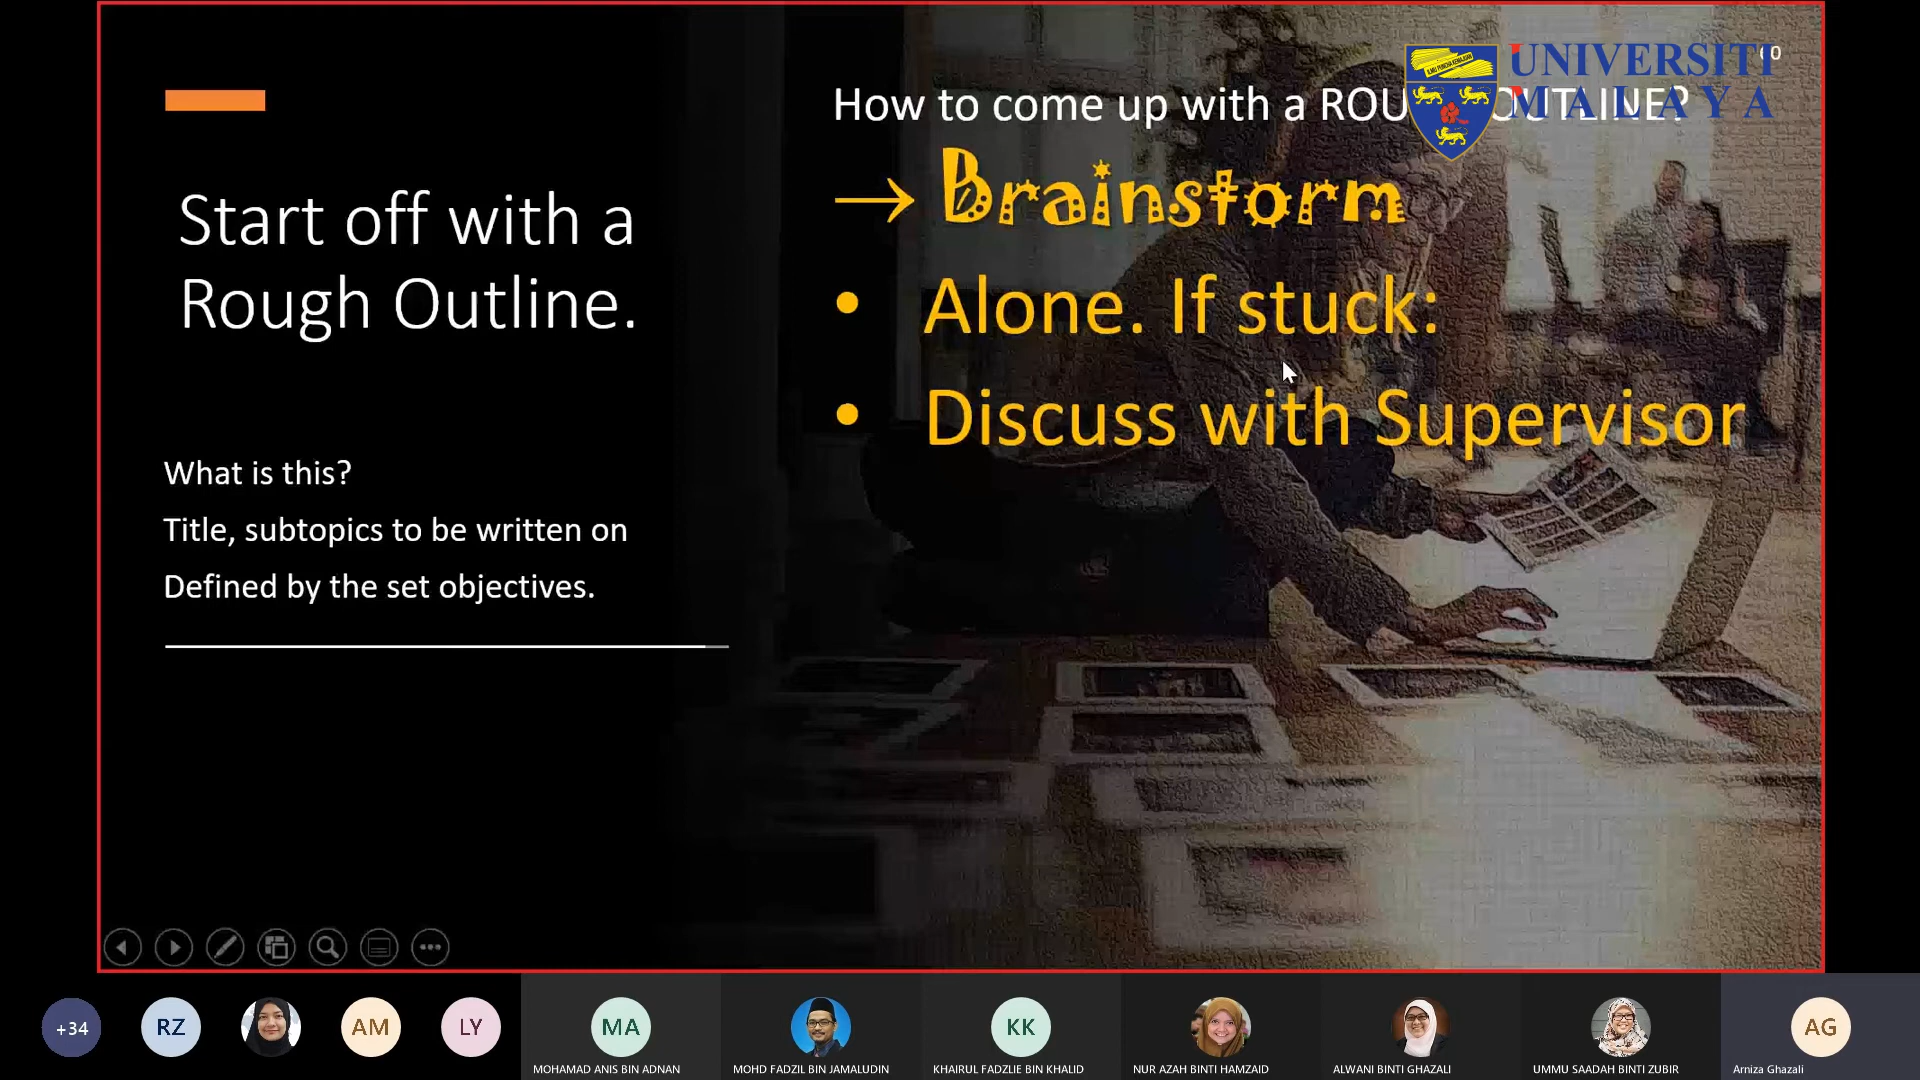 Start off with a
Rough Outline.
What is this?
Title, subtopics to be written on
Defined by the set objectives.
How to come up with a ROU OUTLINE?
→ Brainstorm
• Alone. If stuck:
• Discuss with Supervisor
UNIVERSITI
MALAYA
+34
RZ
AM
LY
MA
KK
AG
MOHAMAD ANIS BIN ADNAN
MOHD FADZIL BIN JAMALUDIN
KHAIRUL FADZLIE BIN KHALID
NUR AZAH BINTI HAMZAID
ALWANI BINTI GHAZALI
UMMU SAADAH BINTI ZUBIR
Arniza Ghazali